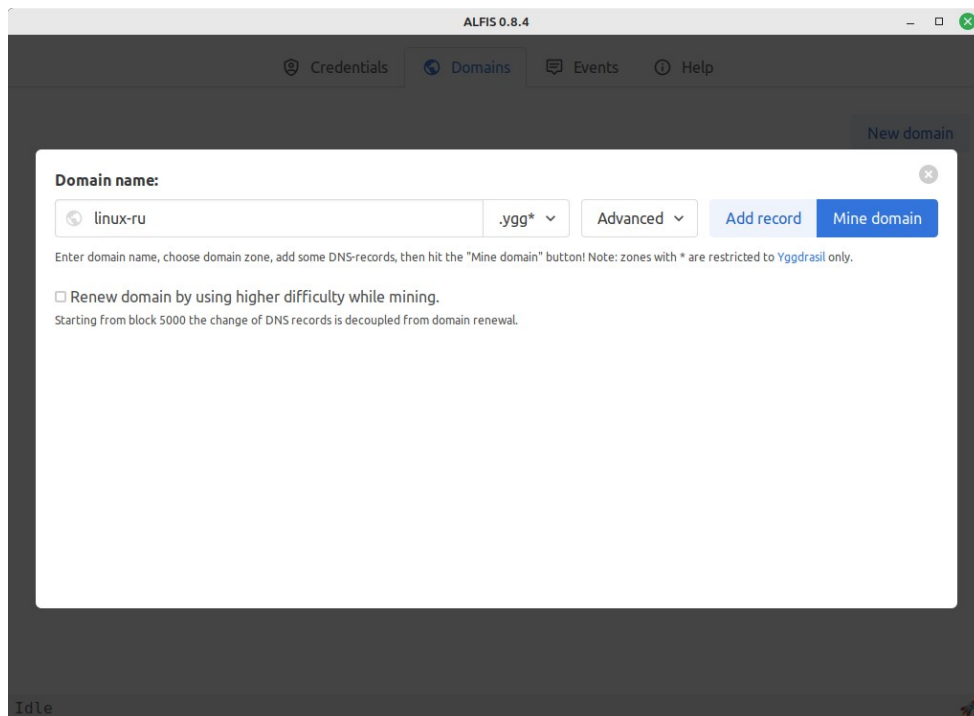 ALFIS 0.8.4
Credentials Domains Events Help
New domain
Domain name:
linux-ru .ygg* Advanced Add record Mine domain
Enter domain name, choose domain zone, add some DNS-records, then hit the "Mine domain" button! Note: zones with * are restricted to Yggdrasil only.
Renew domain by using higher difficulty while mining.
Starting from block 5000 the change of DNS records is decoupled from domain renewal.
Idle